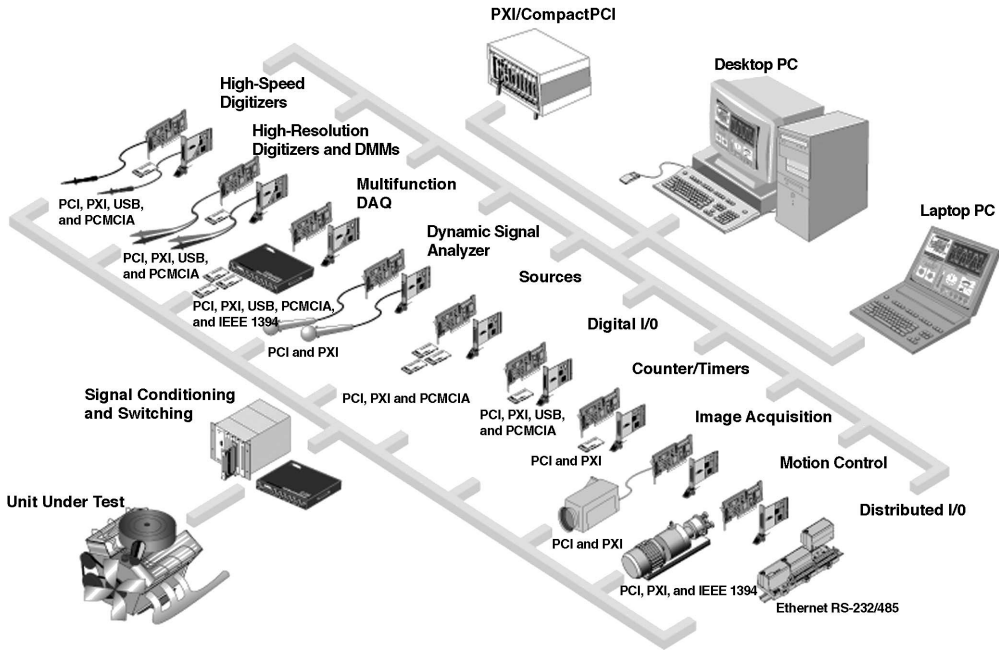 PXI/CompactPCI
Desktop PC
Laptop PC
High-Speed
Digitizers
High-Resolution
Digitizers and DMMs
Multifunction
DAQ
Dynamic Signal
Analyzer
Sources
Digital I/0
Counter/Timers
Image Acquisition
Motion Control
Distributed I/0
PCI, PXI, USB,
and PCMCIA
PCI, PXI, USB,
and PCMCIA
PCI, PXI, USB, PCMCIA,
and IEEE 1394
PCI and PXI
PCI, PXI and PCMCIA
PCI, PXI, USB,
and PCMCIA
PCI and PXI
PCI and PXI
PCI, PXI, and IEEE 1394
Ethernet RS-232/485
Signal Conditioning
and Switching
Unit Under Test